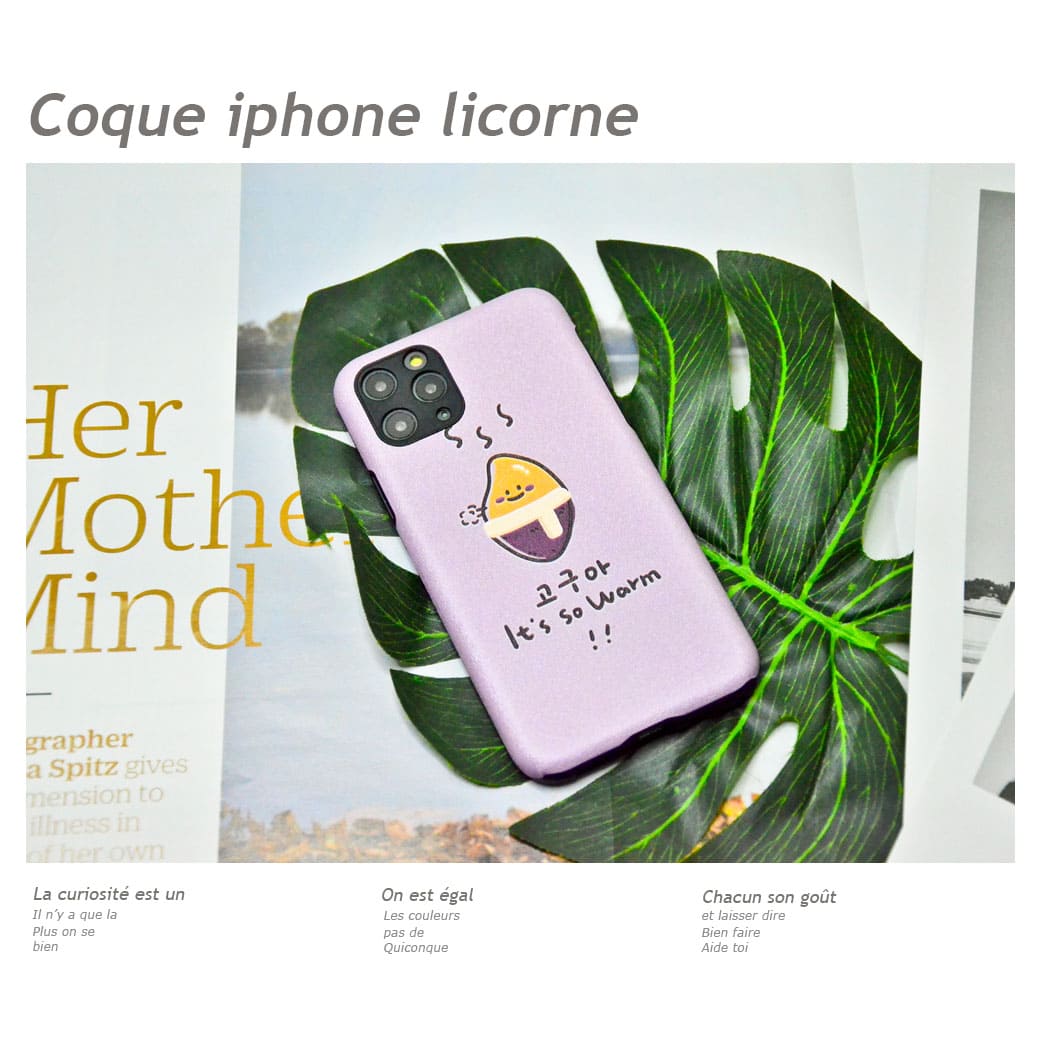 Coque iphone licorne
Her
Mother
Mind
grapher
a Spitz gives
mension to
illness in
of her own
고구마
It's so warm
!!
La curiosité est un
Il n'y a que la
Plus on se
bien
On est égal
Les couleurs
pas de
Quiconque
Chacun son goût
et laisser dire
Bien faire
Aide toi